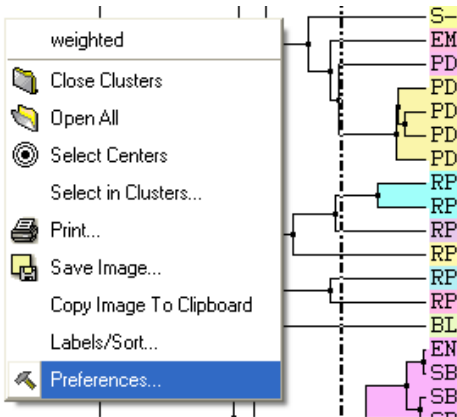 weighted
Close Clusters
Open All
Select Centers
Select in Clusters...
Print...
Save Image...
Copy Image To Clipboard
Labels/Sort...
Preferences...
S-
EM
PD
PD
PD
PD
PD
RP
RP
RP
RP
RP
RP
BL
EN
SB
SB